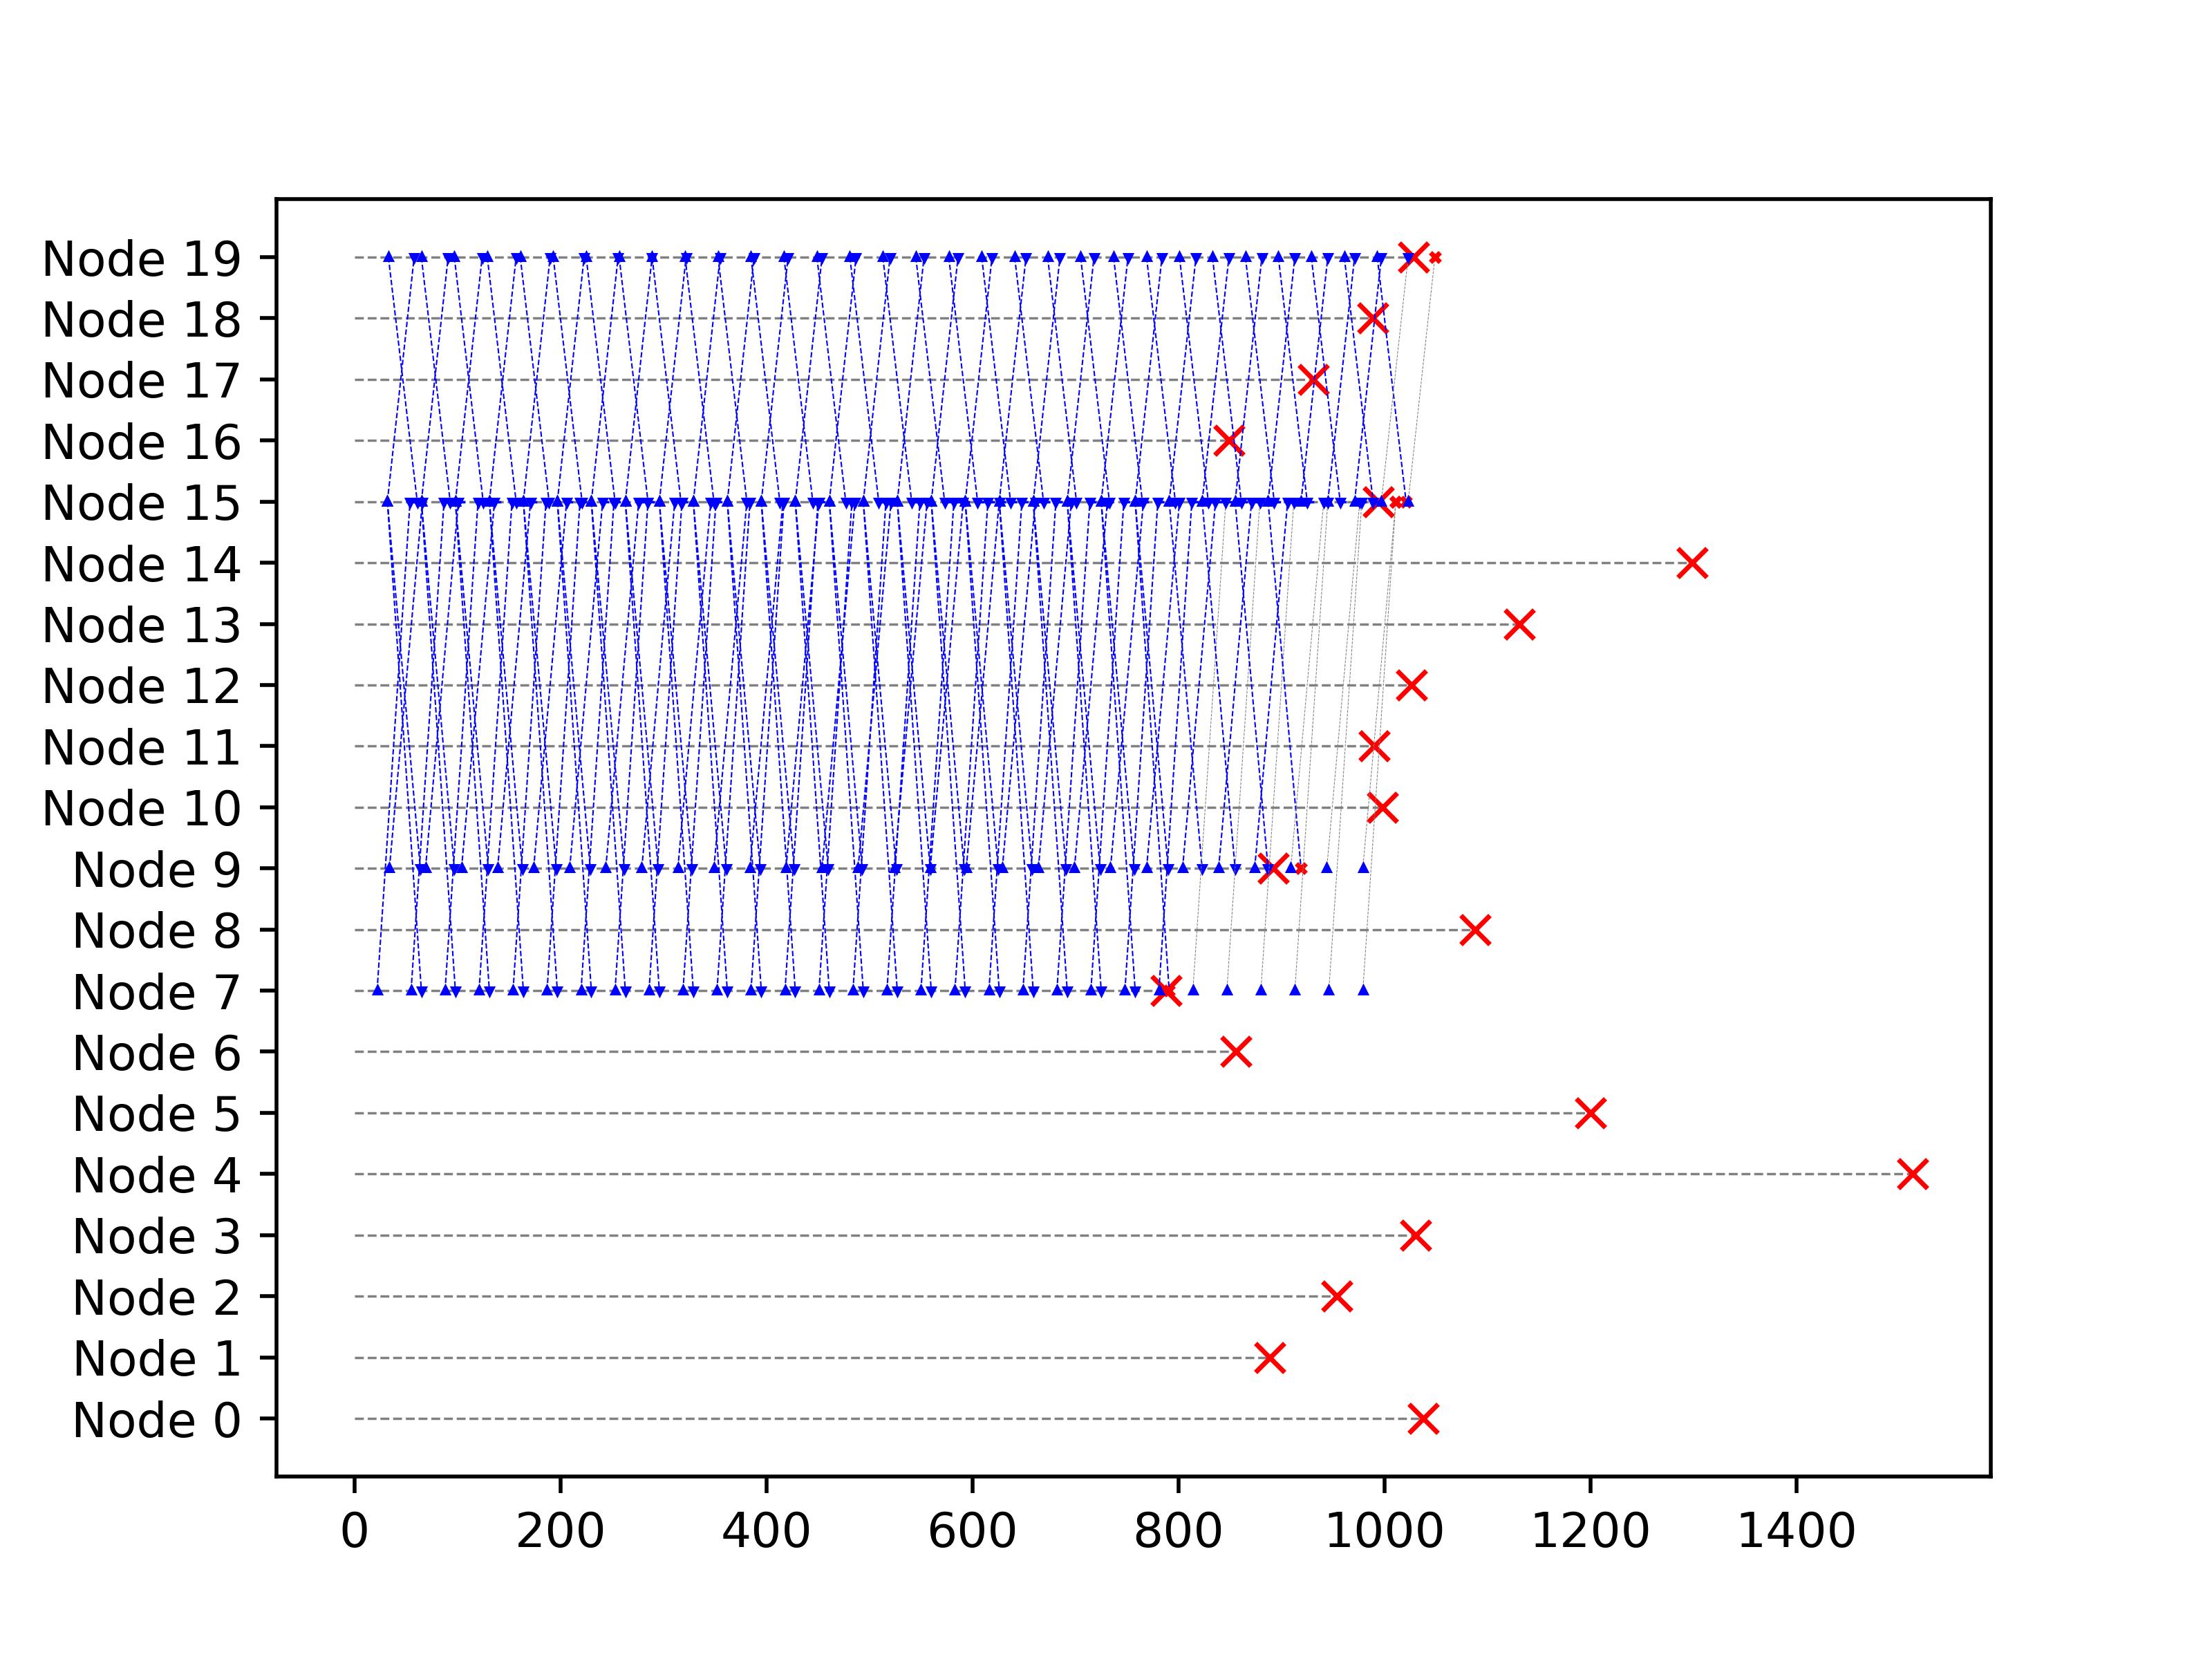 Node 19
Node 18
Node 17
Node 16
Node 15
Node 14
Node 13
Node 12
Node 11
Node 10
Node 9
Node 8
Node 7
Node 6
Node 5
Node 4
Node 3
Node 2
Node 1
Node 0
0 200 400 600 800 1000 1200 1400